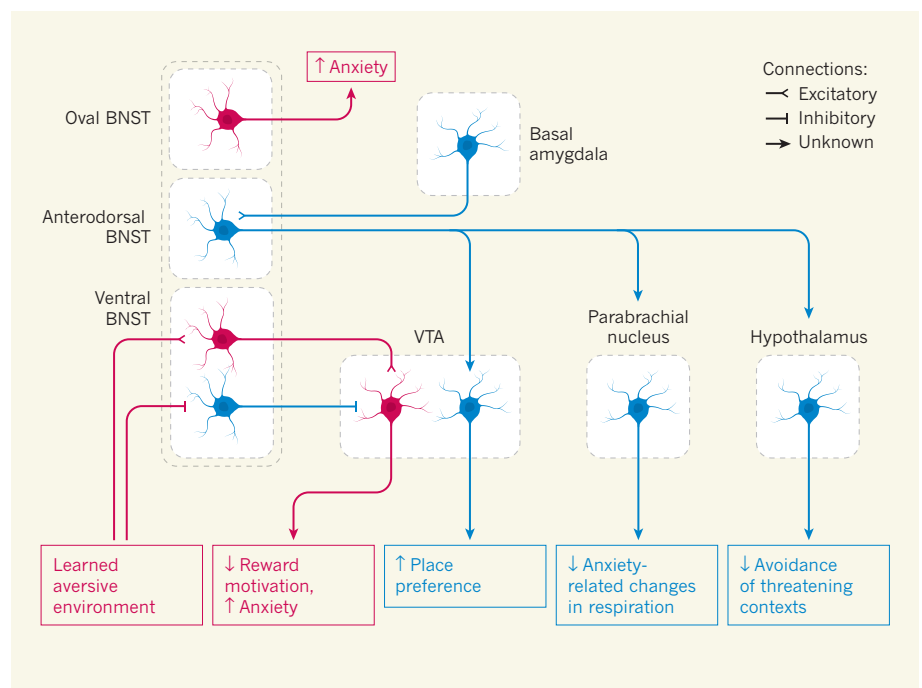 ↑ Anxiety
Connections:
Excitatory
Inhibitory
Unknown
Oval BNST
Basal
amygdala
Anterodorsal
BNST
Ventral
BNST
VTA
Parabrachial
nucleus
Hypothalamus
Learned
aversive
environment
↓ Reward
motivation,
↑ Anxiety
↑ Place
preference
↓ Anxiety-
related changes
in respiration
↓ Avoidance
of threatening
contexts